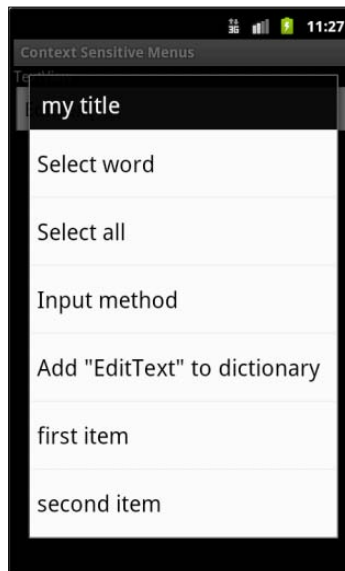 3G 11:27
Context Sensitive Menus
my title
Select word
Select all
Input method
Add "EditText" to dictionary
first item
second item